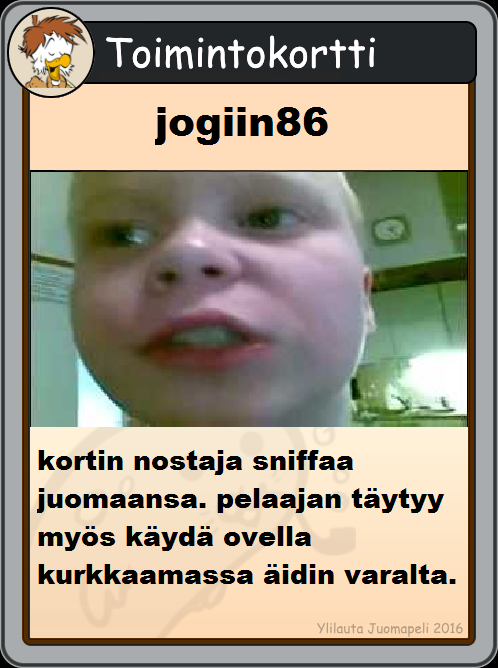 Toimintokortti
jogiin86
kortin nostaja sniffaa
juomaansa. pelaajan täytyy
myös käydä ovella
kurkkaamassa äidin varalta.
Ylilauta Juomapeli 2016